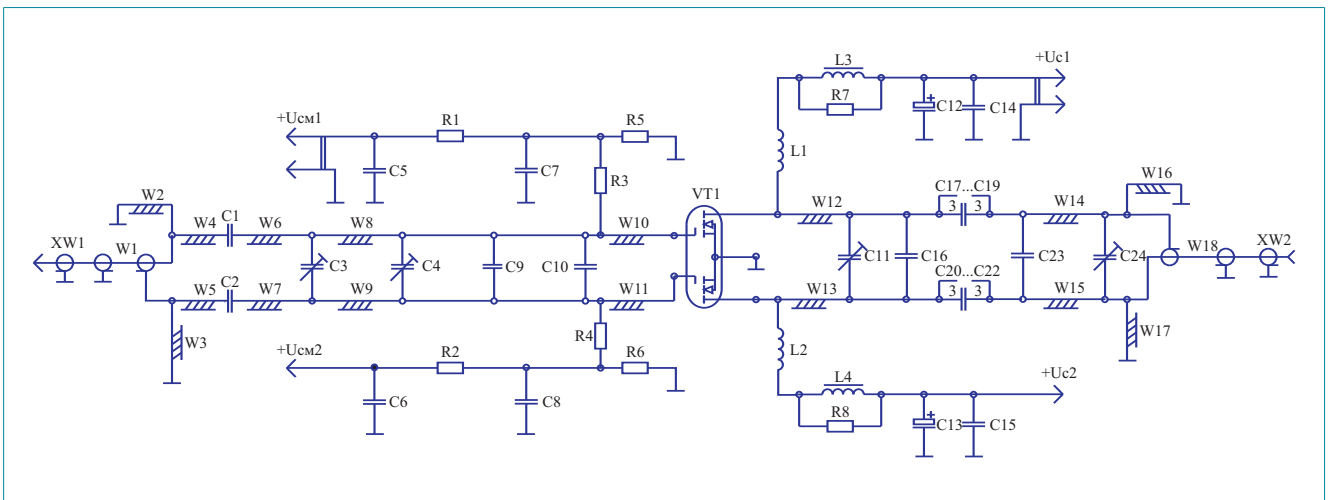 L3
+Uс1
R7
C12
C14
+
+Uсм1
R1
R5
L1
C5
C7
VT1
W16
W2
R3
C17...C19
W4
C1
W6
W8
W10
W12
3
3
W14
XW1
W1
C3
C4
C9
C10
C11
C16
C23
C24
W18
XW2
C20...C22
W5
C2
W7
W9
W11
W13
3
3
W15
W3
R4
W17
L2
+Uсм2
R2
R6
L4
+Uс2
C6
C8
R8
+
C13
C15